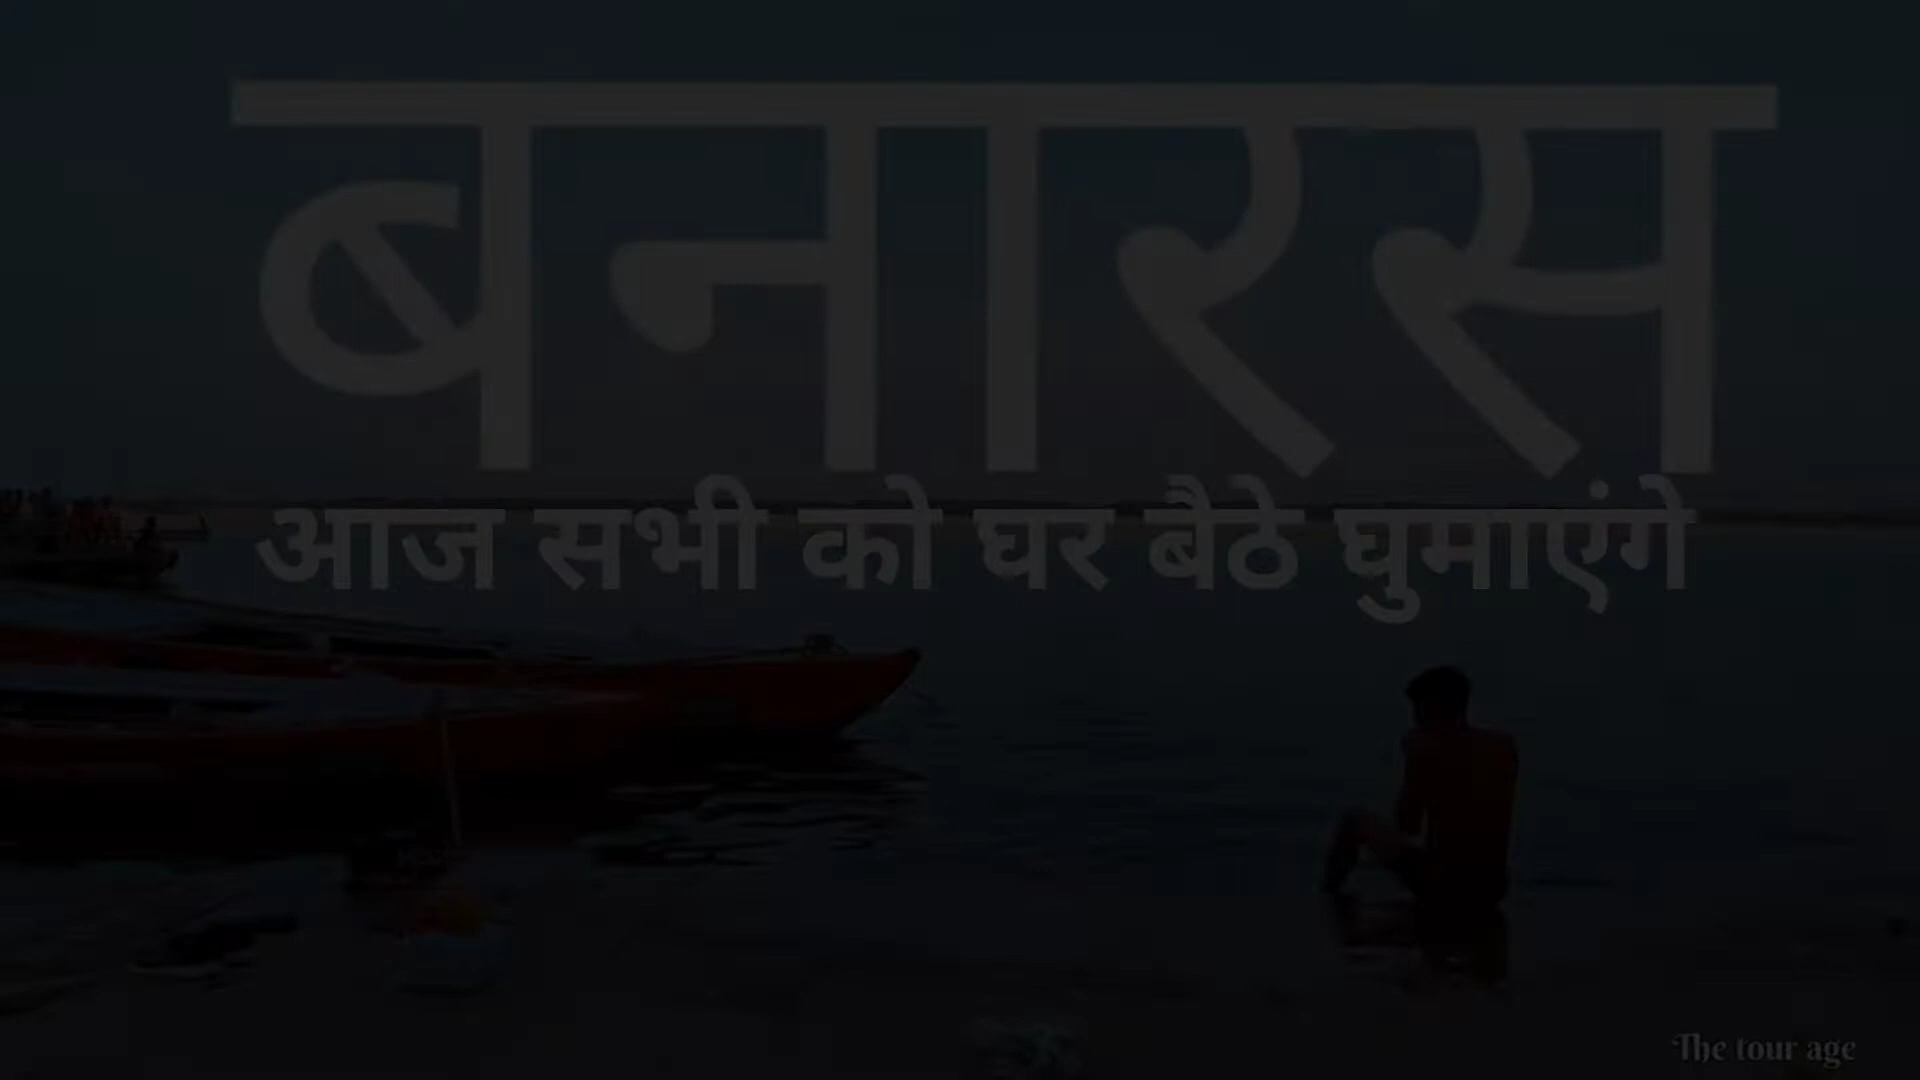 बनारस
आज सभी को घर बैठे घुमाएंगे
The tour age